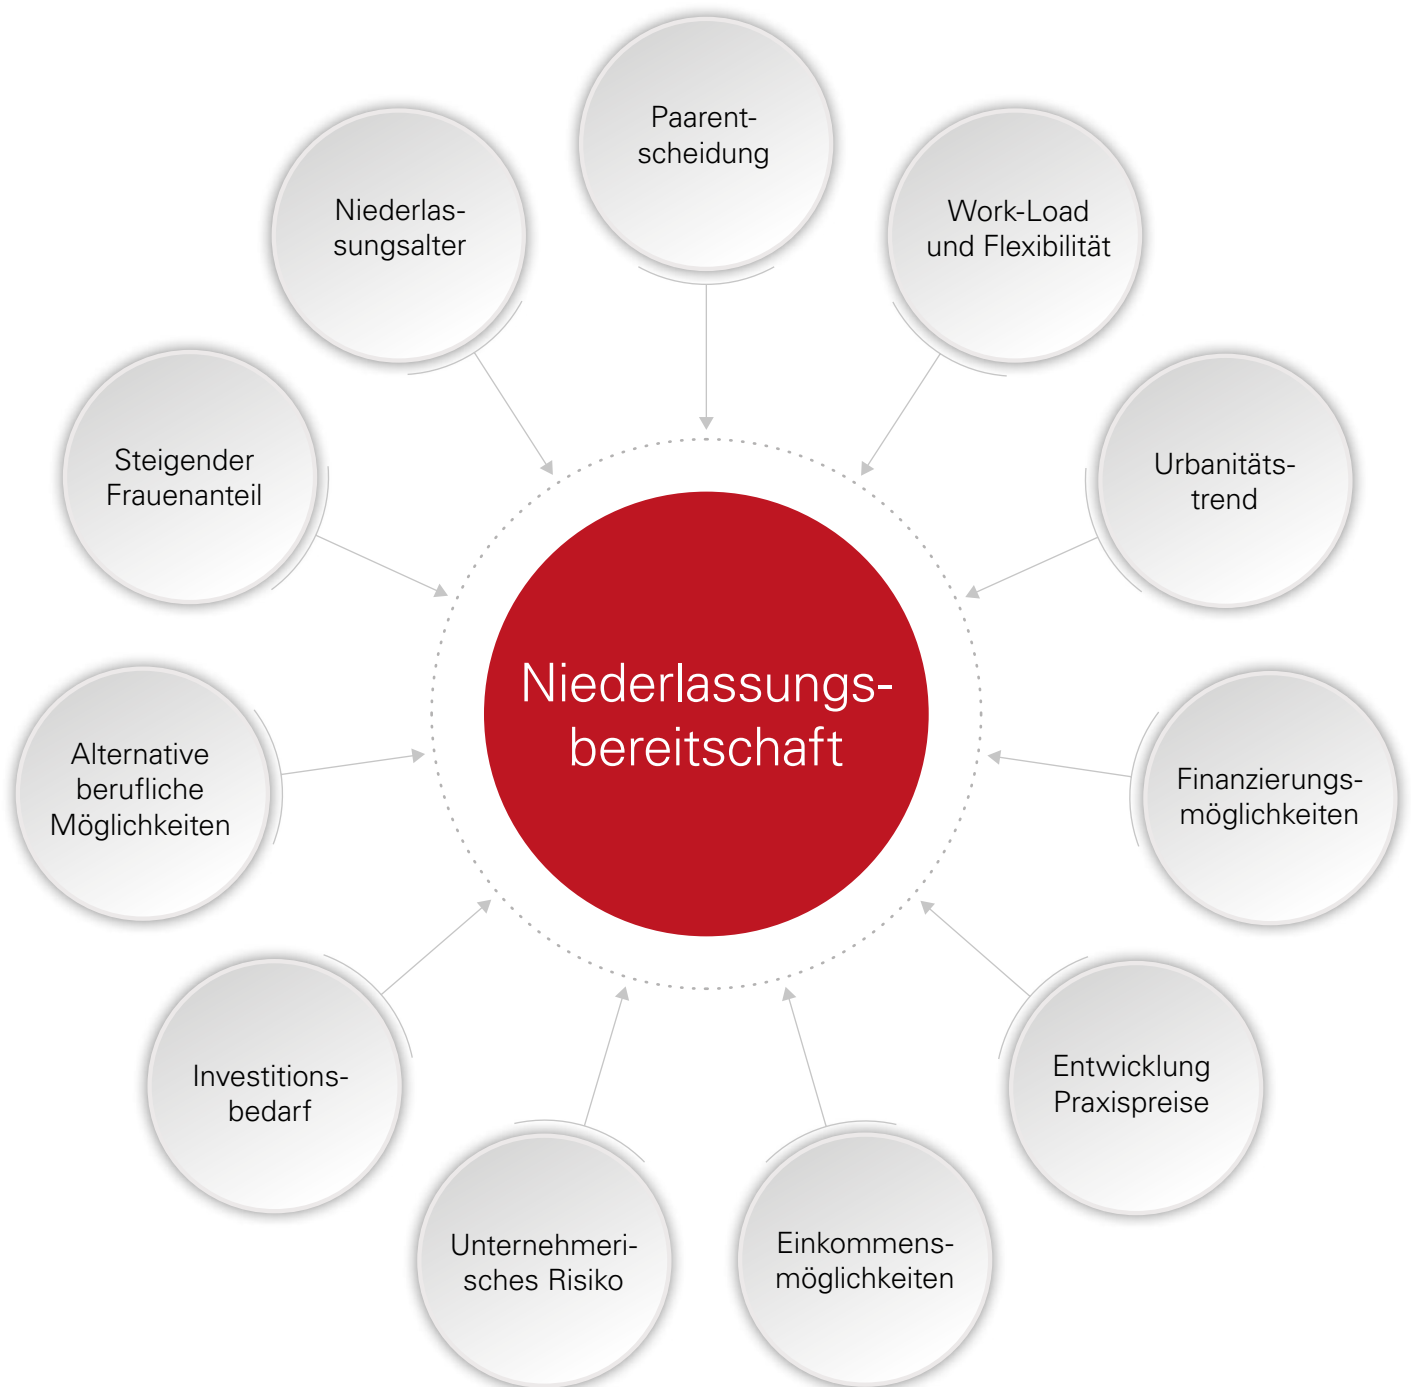 Paarent-
scheidung
Niederlas-
sungsalter
Work-Load
und Flexibilität
Steigender
Frauenanteil
Urbanitäts-
trend
Niederlassungs-
bereitschaft
Alternative
berufliche
Möglichkeiten
Finanzierungs-
möglichkeiten
Investitions-
bedarf
Entwicklung
Praxispreise
Unternehmeri-
sches Risiko
Einkommens-
möglichkeiten